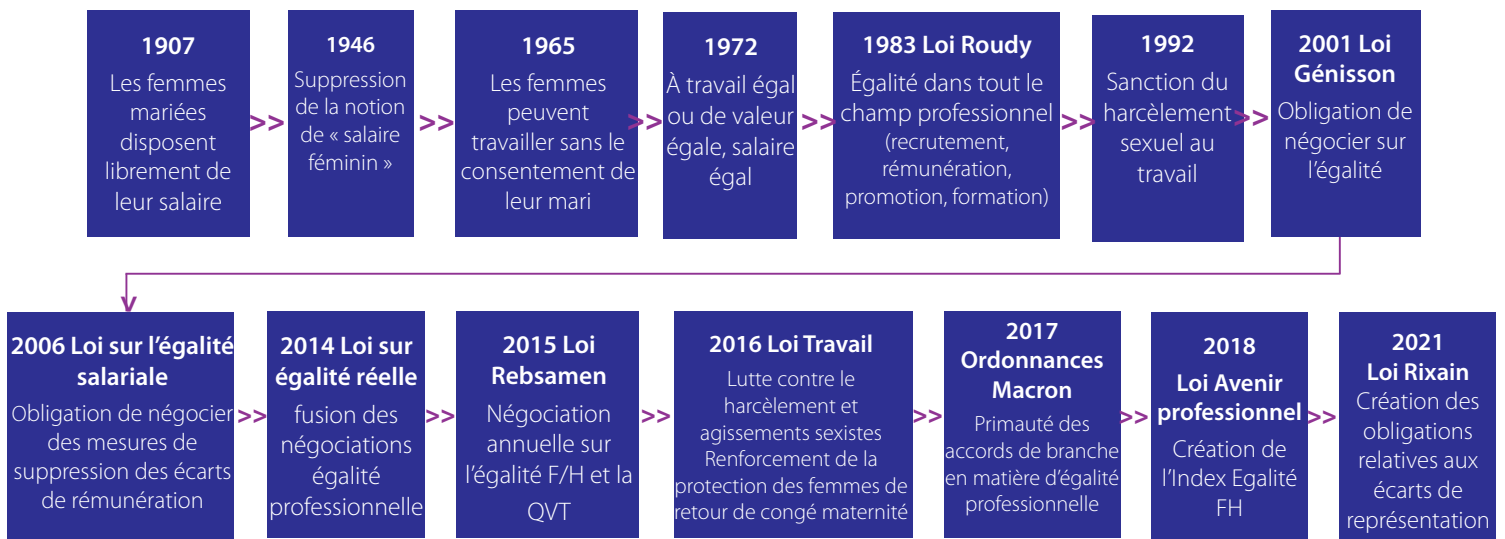 1907
Les femmes
mariées
disposent
librement de
leur salaire
>>
1946
Suppression
de la notion
de « salaire
féminin »
>>
1965
Les femmes
peuvent
travailler sans le
consentement de
leur mari
>>
1972
À travail égal
ou de valeur
égale, salaire
égal
>>
1983 Loi Roudy
Égalité dans tout le
champ professionnel
(recrutement,
rémunération,
promotion, formation)
>>
1992
Sanction du
harcèlement
sexuel au
travail
>>
2001 Loi
Génisson
Obligation de
négocier sur
l’égalité
2006 Loi sur l’égalité
salariale
Obligation de négocier
des mesures de
suppression des écarts
de rémunération
>>
2014 Loi sur
égalité réelle
fusion des
négociations
égalité
professionnelle
>>
2015 Loi
Rebsamen
Négociation
annuelle sur
l’égalité F/H et la
QVT
>>
2016 Loi Travail
Lutte contre le
harcèlement et
agissements sexistes
Renforcement de la
protection des femmes de
retour de congé maternité
>>
2017
Ordonnances
Macron
Primauté des
accords de branche
en matière d’égalité
professionnelle
>>
2018
Loi Avenir
professionnel
Création de
l’Index Egalité
FH
>>
2021
Loi Rixain
Création des
obligations
relatives aux
écarts de
représentation